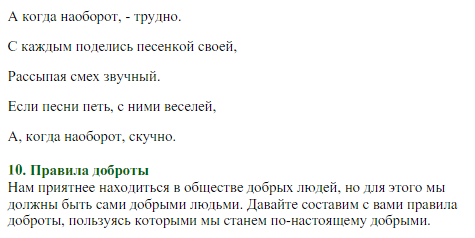 А когда наоборот, - трудно.
С каждым поделись песенкой своей,
Рассыпая смех звучный.
Если песни петь, с ними веселей,
А, когда наоборот, скучно.
10. Правила доброты
Нам приятнее находиться в обществе добрых людей, но для этого мы
должны быть сами добрыми людьми. Давайте составим с вами правила
доброты, пользуясь которыми мы станем по-настоящему добрыми.